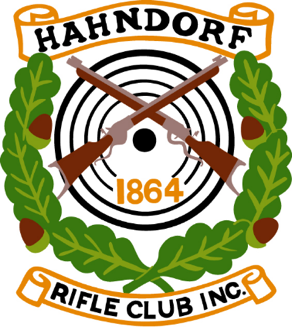 HAHNDORF
1864
RIFLE CLUB INC.